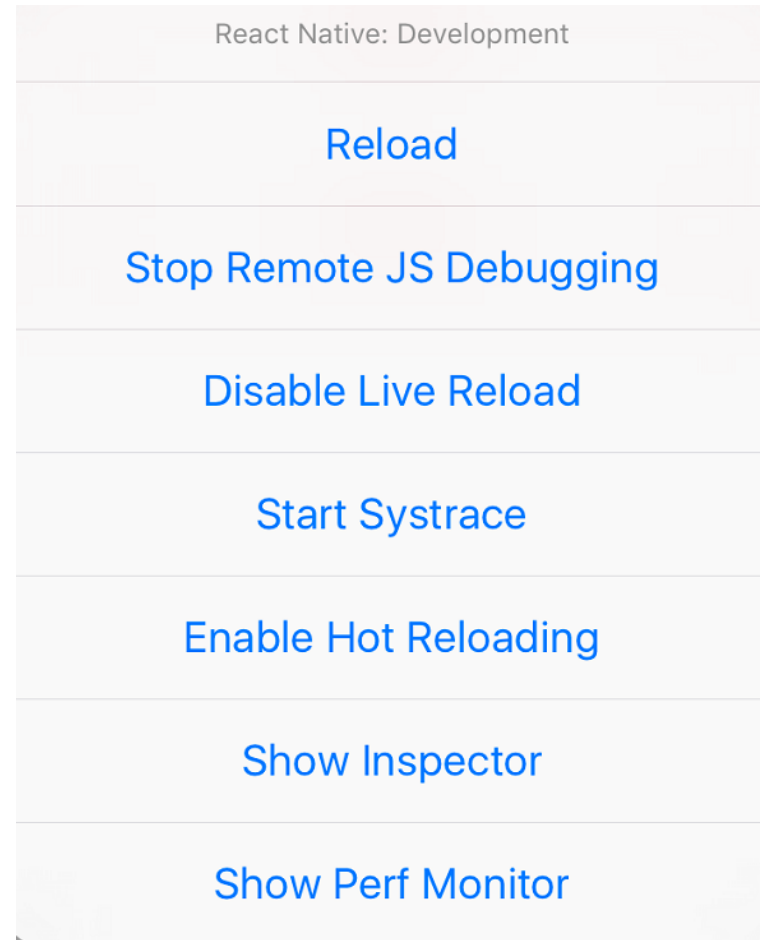 React Native: Development
Reload
Stop Remote JS Debugging
Disable Live Reload
Start Systrace
Enable Hot Reloading
Show Inspector
Show Perf Monitor